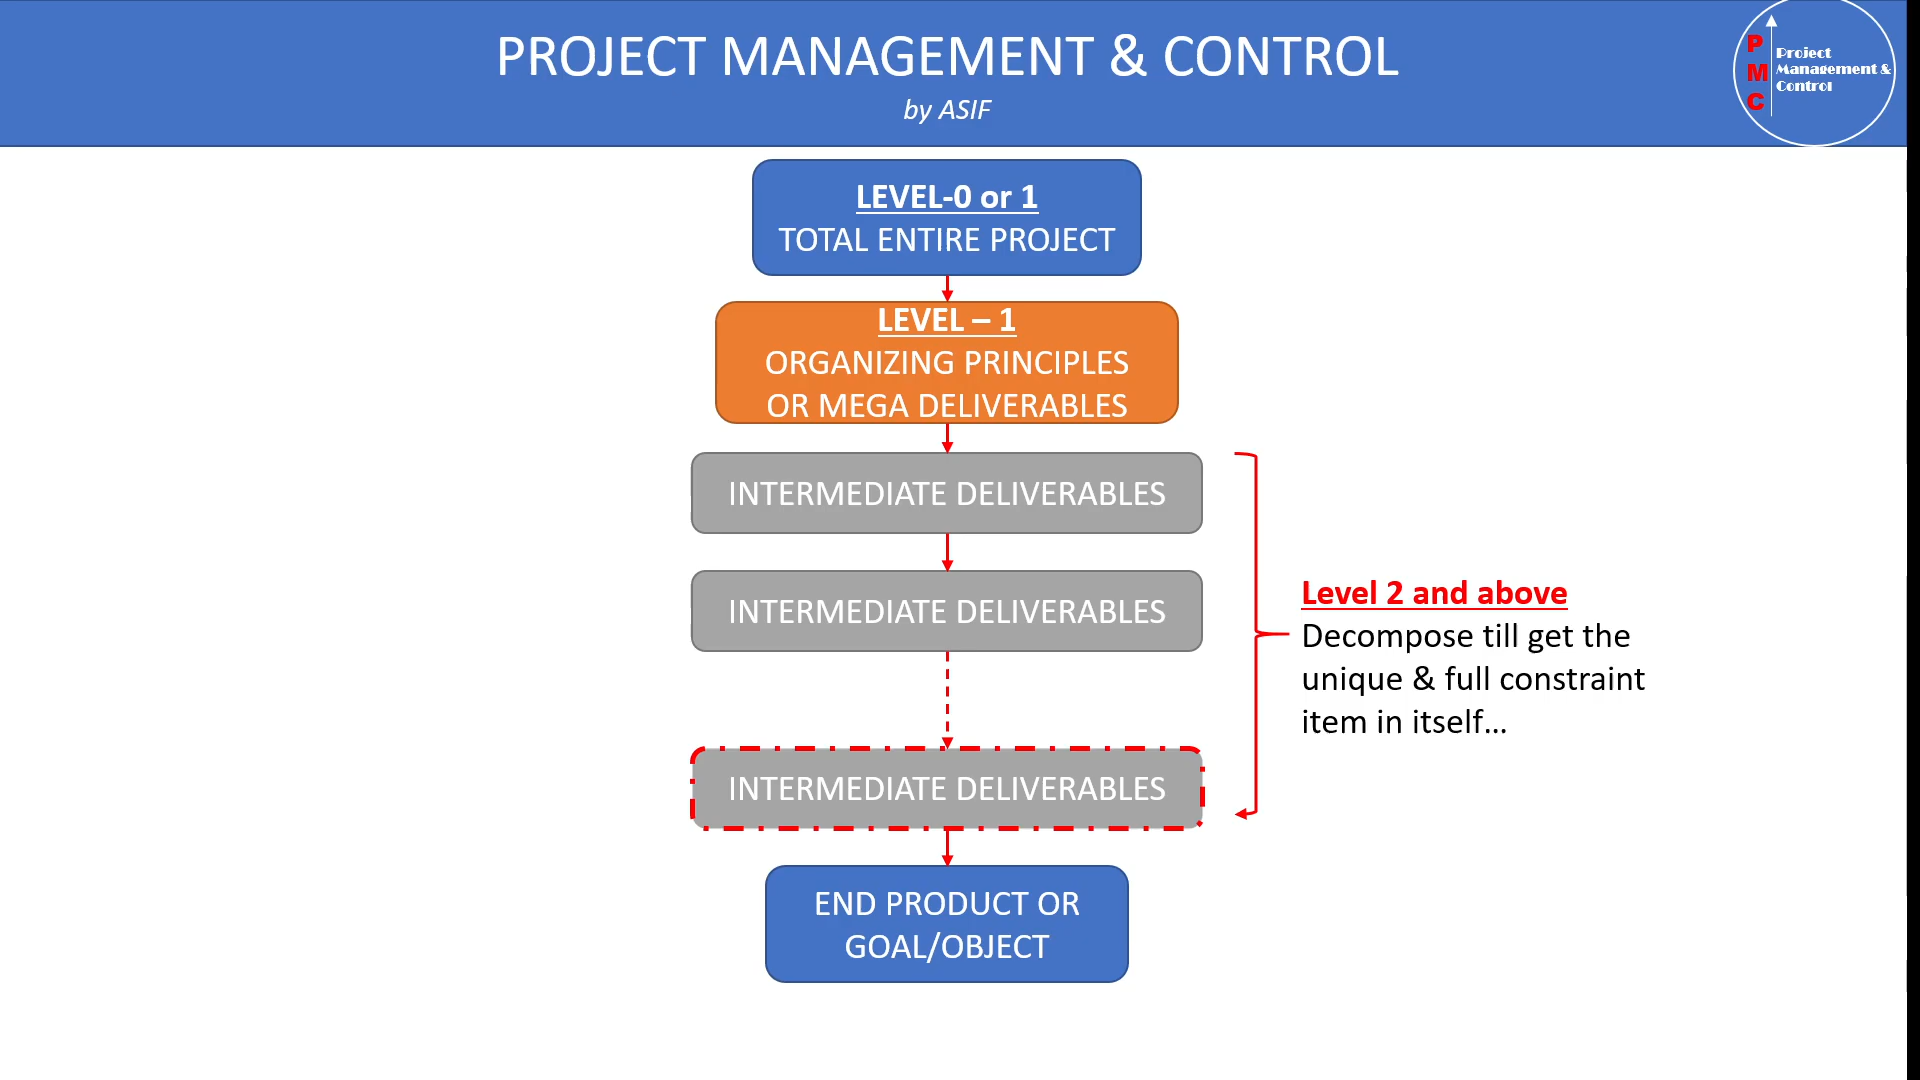 PROJECT MANAGEMENT & CONTROL
by ASIF
P
M
C
Project
Management &
Control
LEVEL-0 or 1
TOTAL ENTIRE PROJECT
LEVEL – 1
ORGANIZING PRINCIPLES
OR MEGA DELIVERABLES
INTERMEDIATE DELIVERABLES
INTERMEDIATE DELIVERABLES
INTERMEDIATE DELIVERABLES
Level 2 and above
Decompose till get the
unique & full constraint
item in itself...
END PRODUCT OR
GOAL/OBJECT